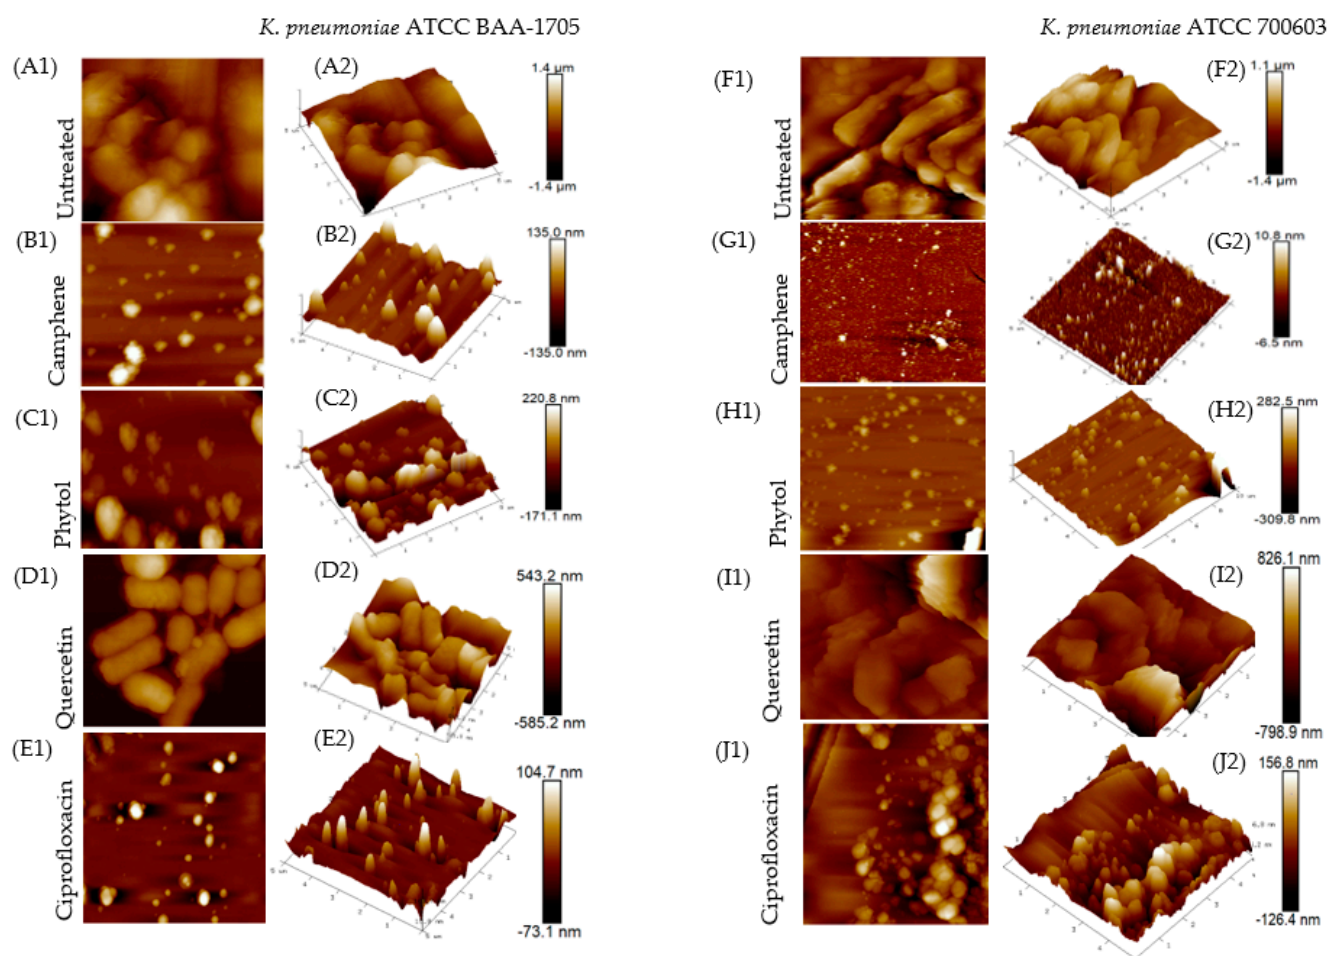 K. pneumoniae ATCC BAA-1705
K. pneumoniae ATCC 700603
(A1)
(A2)
1.4 µm
-1.4 µm
Untreated
(F1)
(F2)
1.1 µm
-1.4 µm
Untreated
(B1)
(B2)
135.0 nm
-135.0 nm
Camphene
(G1)
(G2)
10.8 nm
-6.5 nm
Camphene
(C1)
(C2)
220.8 nm
-171.1 nm
Phytol
(H1)
(H2)
282.5 nm
-309.8 nm
Phytol
(D1)
(D2)
543.2 nm
-585.2 nm
Quercetin
(I1)
(I2)
826.1 nm
-798.9 nm
Quercetin
(E1)
(E2)
104.7 nm
-73.1 nm
Ciprofloxacin
(J1)
(J2)
156.8 nm
-126.4 nm
Ciprofloxacin